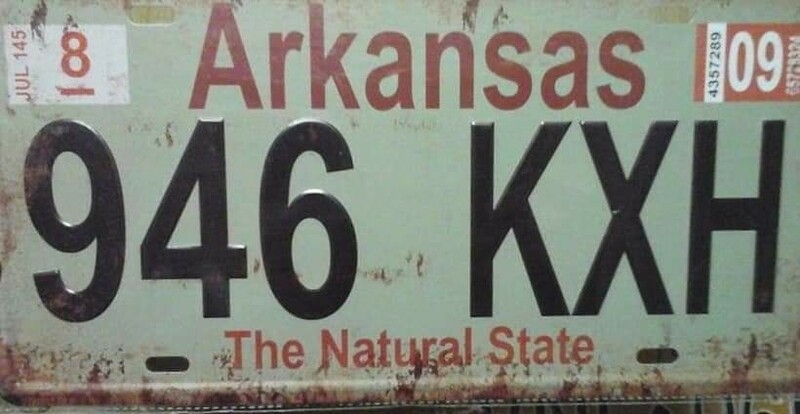 JUL 145
8
Arkansas
4357289
09
946 KXH
The Natural State